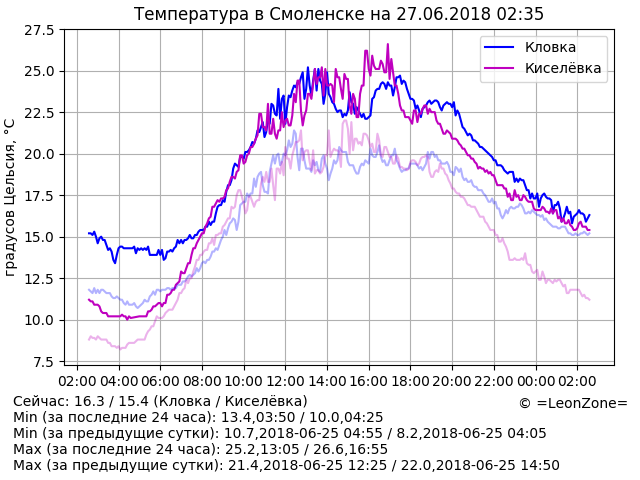 Температура в Смоленске на 27.06.2018 02:35
градусов Цельсия, °C
27.5
25.0
22.5
20.0
17.5
15.0
12.5
10.0
7.5
Кловка
Киселёвка
02:00 04:00 06:00 08:00 10:00 12:00 14:00 16:00 18:00 20:00 22:00 00:00 02:00
Сейчас: 16.3 / 15.4 (Кловка / Киселёвка)
© =LeonZone=
Min (за последние 24 часа): 13.4,03:50 / 10.0,04:25
Min (за предыдущие сутки): 10.7,2018-06-25 04:55 / 8.2,2018-06-25 04:05
Max (за последние 24 часа): 25.2,13:05 / 26.6,16:55
Max (за предыдущие сутки): 21.4,2018-06-25 12:25 / 22.0,2018-06-25 14:50